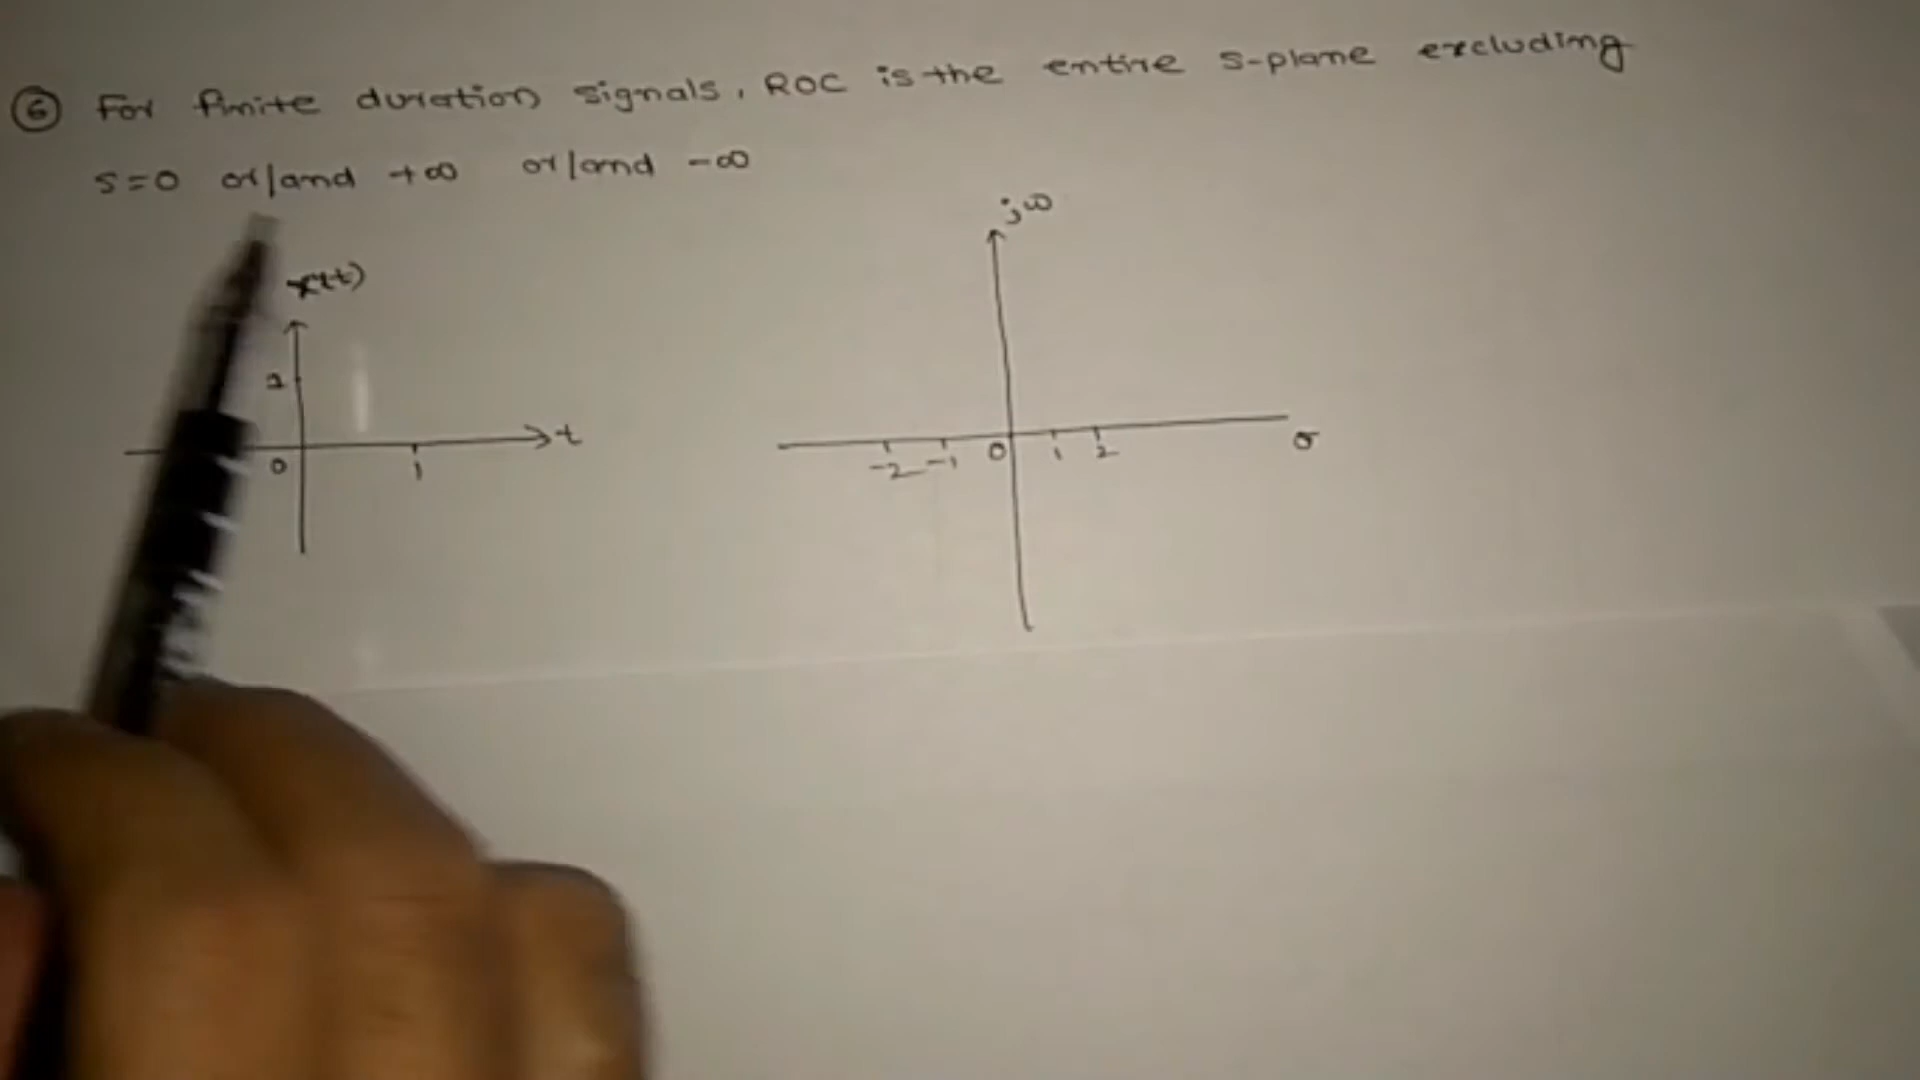 ⑥ For finite duration signals, ROC is the entire s-plane excluding
s=0 or/and +∞ or/and -∞
x(t)
jω
t
0
1
-2 -1 0 1 2
σ